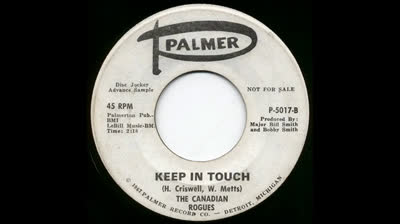 PALMER
Disc Jockey
Advance Sample
NOT FOR SALE
45 RPM
P-5017-B
Palmerton Pub.-
BMI
LeBill Music-BMI
Time: 2:15
Produced By:
Major Bill Smith
and Bobby Smith
KEEP IN TOUCH
(H. Criswell, W. Metts)
THE CANADIAN
ROGUES
© 1967 PALMER RECORD CO. — DETROIT, MICHIGAN